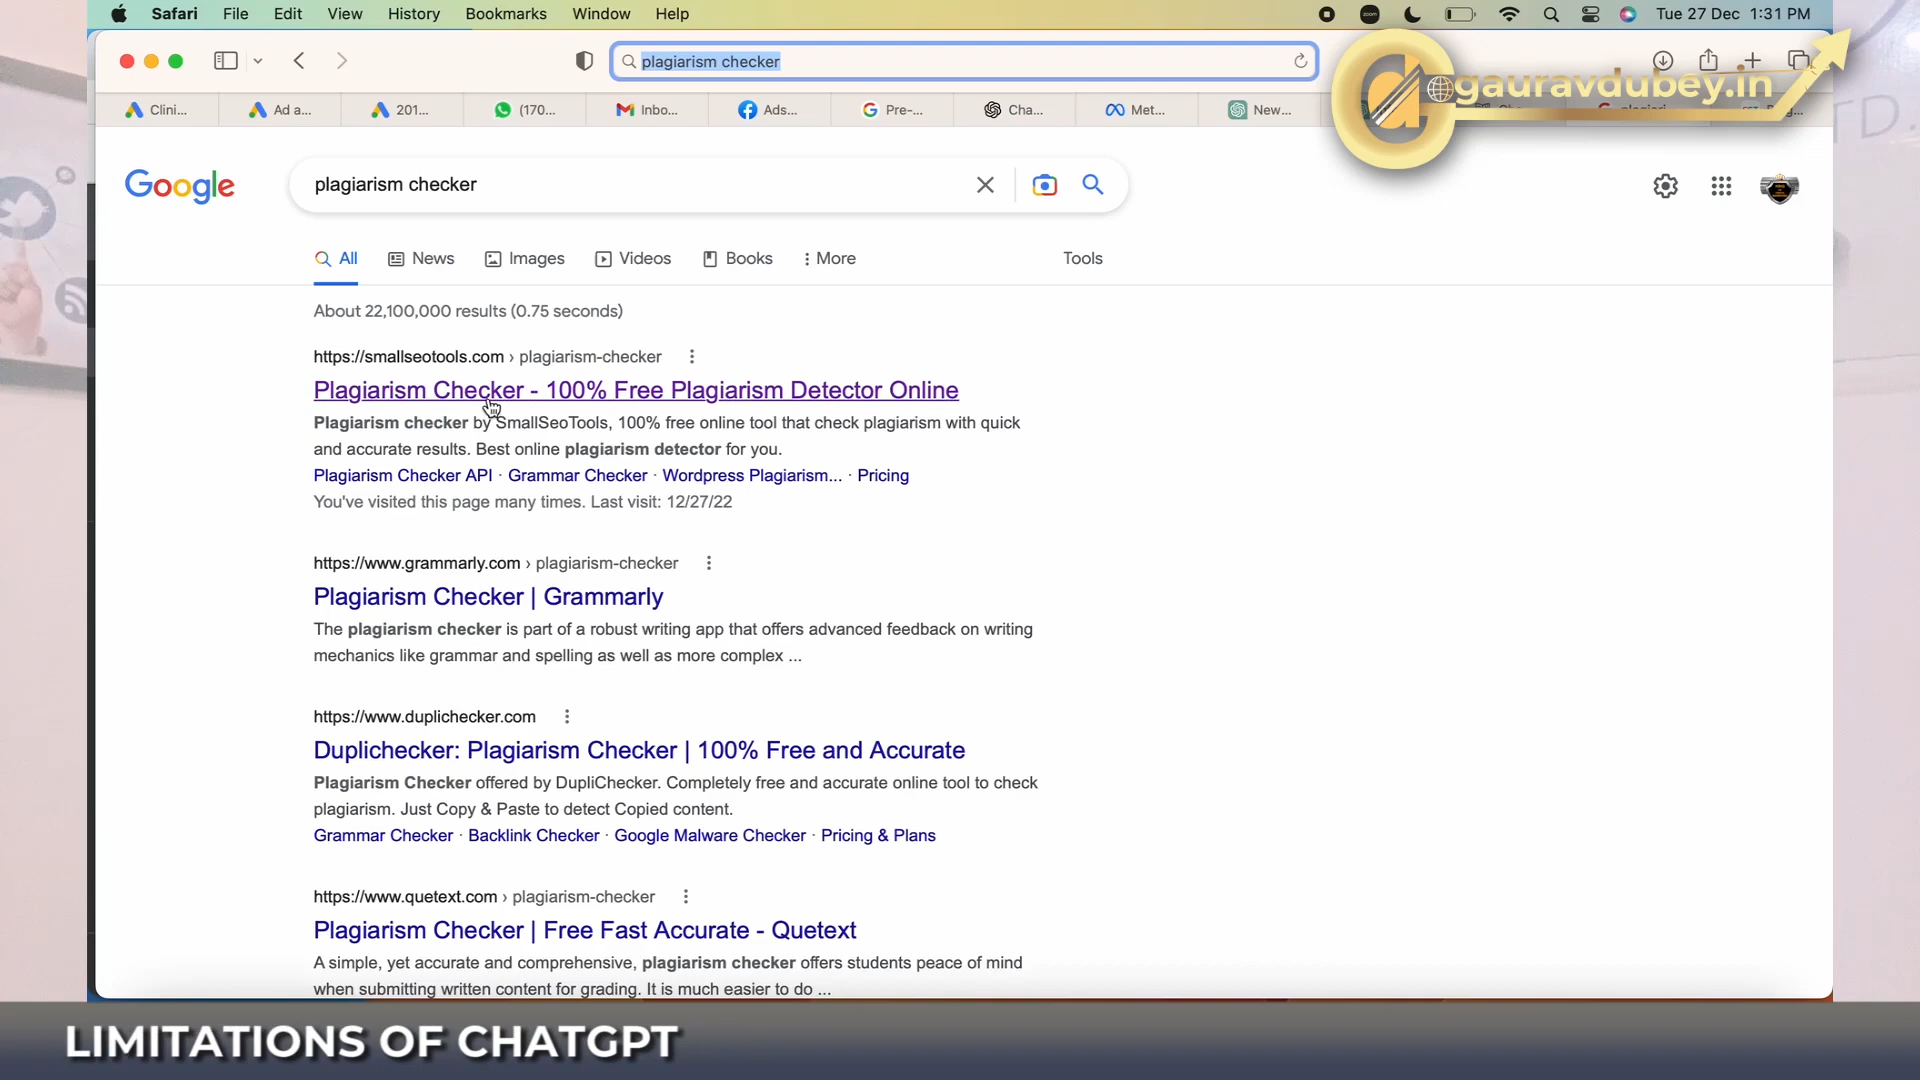 Safari File Edit View History Bookmarks Window Help
zoom
Tue 27 Dec 1:31 PM
plagiarism checker
gauravdubey.in
Clini...
Ad a...
201...
(170...
Inbo...
Ads...
Pre-...
Cha...
Met...
New...
Google
plagiarism checker
All News Images Videos Books More Tools
About 22,100,000 results (0.75 seconds)
https://smallseotools.com › plagiarism-checker
Plagiarism Checker - 100% Free Plagiarism Detector Online
Plagiarism checker by SmallSeoTools, 100% free online tool that check plagiarism with quick
and accurate results. Best online plagiarism detector for you.
Plagiarism Checker API · Grammar Checker · Wordpress Plagiarism... · Pricing
You've visited this page many times. Last visit: 12/27/22
https://www.grammarly.com › plagiarism-checker
Plagiarism Checker | Grammarly
The plagiarism checker is part of a robust writing app that offers advanced feedback on writing
mechanics like grammar and spelling as well as more complex ...
https://www.duplichecker.com
Duplichecker: Plagiarism Checker | 100% Free and Accurate
Plagiarism Checker offered by DupliChecker. Completely free and accurate online tool to check
plagiarism. Just Copy & Paste to detect Copied content.
Grammar Checker · Backlink Checker · Google Malware Checker · Pricing & Plans
https://www.quetext.com › plagiarism-checker
Plagiarism Checker | Free Fast Accurate - Quetext
A simple, yet accurate and comprehensive, plagiarism checker offers students peace of mind
when submitting written content for grading. It is much easier to do ...
LIMITATIONS OF CHATGPT